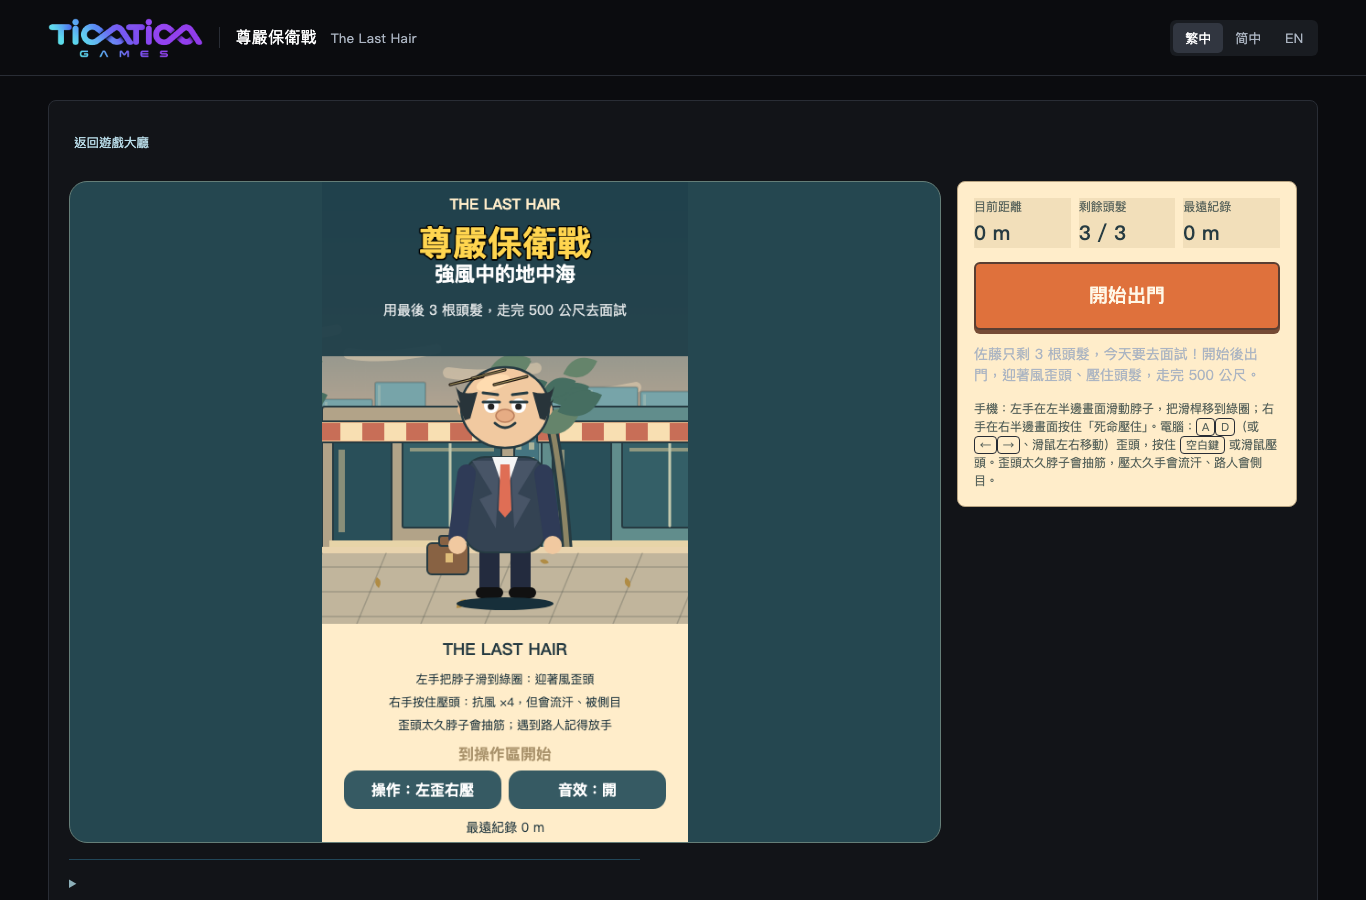 TICATICA
GAMES
尊嚴保衛戰
The Last Hair
繁中
简中
EN
返回遊戲大廳
THE LAST HAIR
尊嚴保衛戰
強風中的地中海
用最後 3 根頭髮，走完 500 公尺去面試
THE LAST HAIR
左手把脖子滑到綠圈：迎著風歪頭
右手按住壓頭：抗風 ×4，但會流汗、被側目
歪頭太久脖子會抽筋；遇到路人記得放手
到操作區開始
操作：左歪右壓
音效：開
最遠紀錄 0 m
目前距離
0 m
剩餘頭髮
3 / 3
最遠紀錄
0 m
開始出門
佐藤只剩 3 根頭髮，今天要去面試！開始後出
門，迎著風歪頭、壓住頭髮，走完 500 公尺。
手機：左手在左半邊畫面滑動脖子，把滑桿移到綠圈；右
手在右半邊畫面按住「死命壓住」。電腦：A D（或
← →、滑鼠左右移動）歪頭，按住 空白鍵 或滑鼠壓
頭。歪頭太久脖子會抽筋，壓太久手會流汗、路人會側
目。